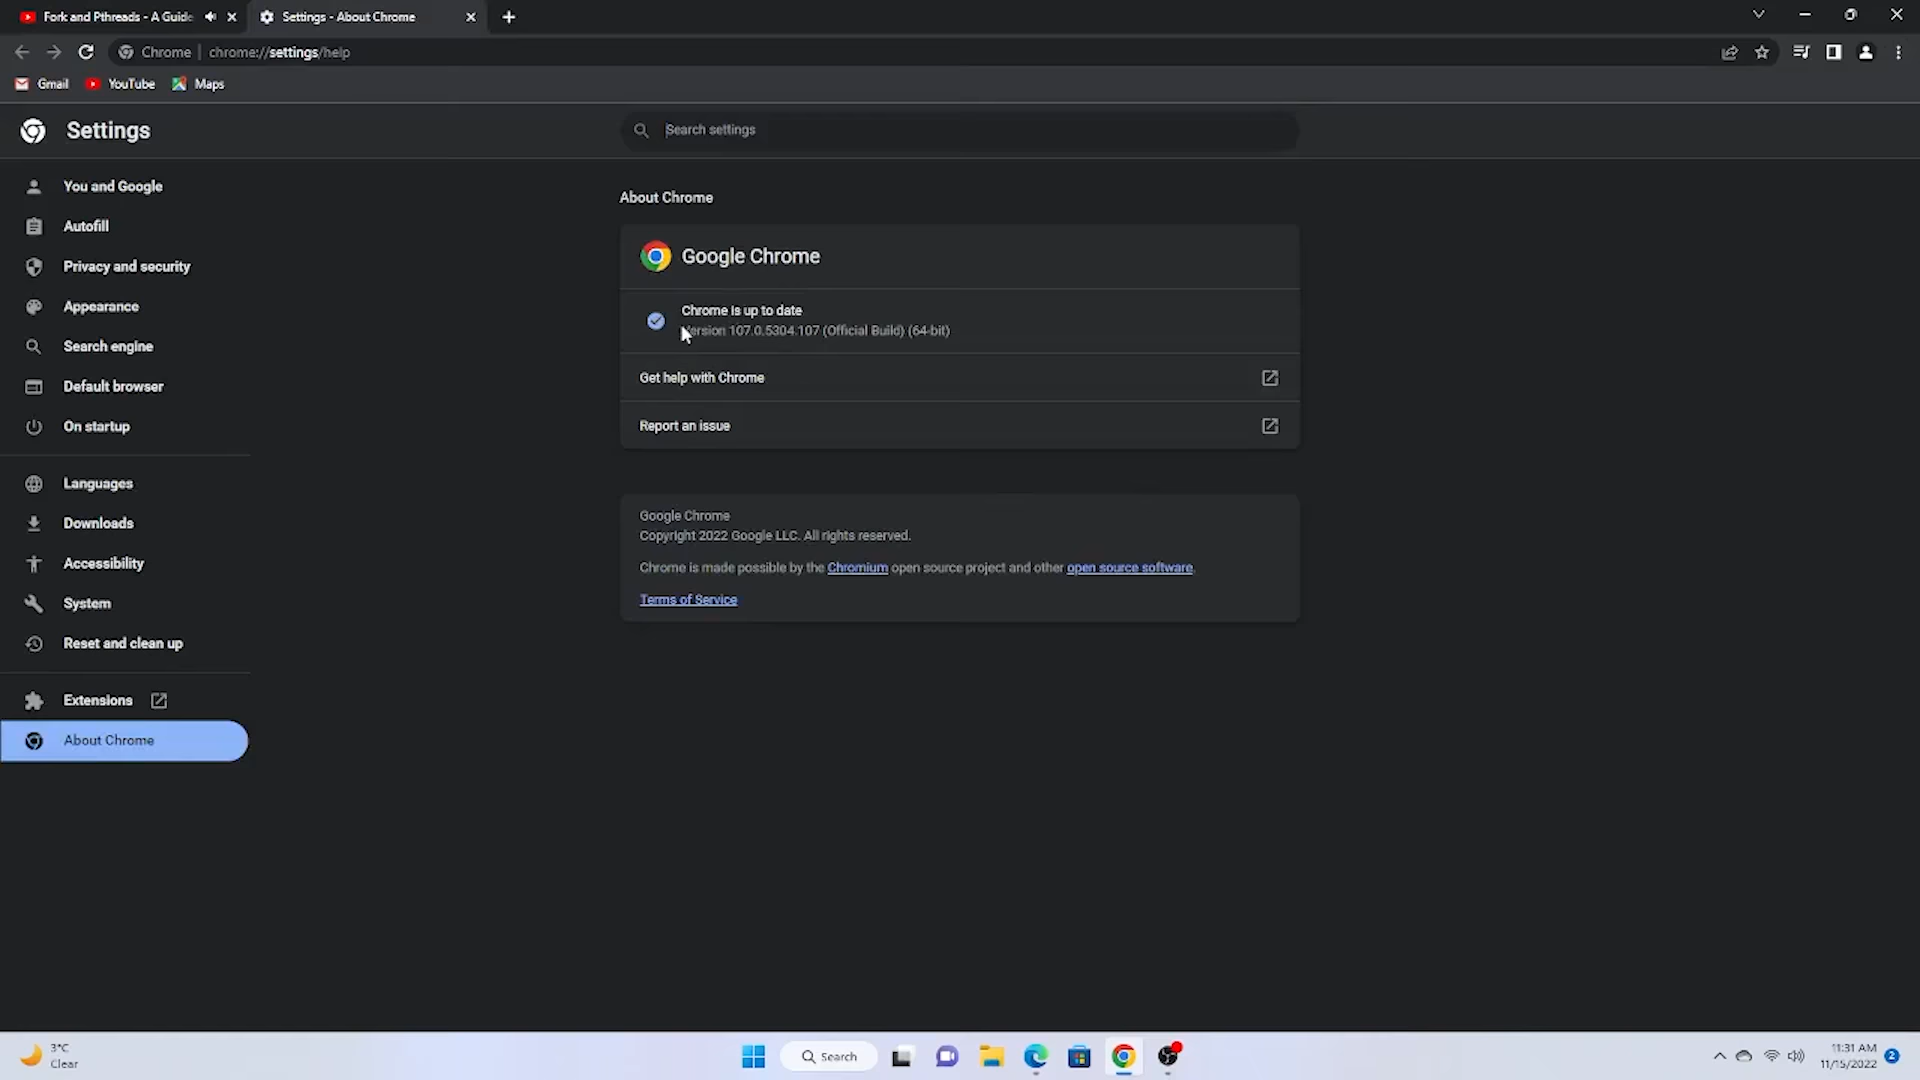 Fork and Pthreads - A Guide
Settings - About Chrome
Chrome | chrome://settings/help
Gmail
YouTube
Maps
Settings
Search settings
You and Google
Autofill
Privacy and security
Appearance
Search engine
Default browser
On startup
Languages
Downloads
Accessibility
System
Reset and clean up
Extensions
About Chrome
About Chrome
Google Chrome
Chrome is up to date
Version 107.0.5304.107 (Official Build) (64-bit)
Get help with Chrome
Report an issue
Google Chrome
Copyright 2022 Google LLC. All rights reserved.
Chrome is made possible by the Chromium open source project and other open source software.
Terms of Service
3°C
Clear
Search
11:31 AM
11/15/2022
2